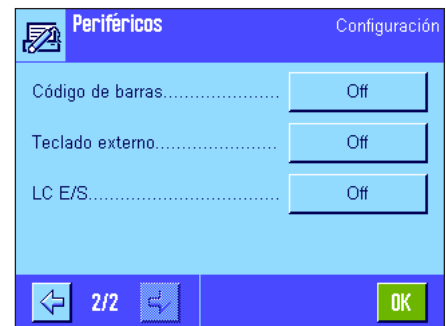 Periféricos Configuración
Código de barras..................... Off
Teclado externo....................... Off
LC E/S.................................. Off
2/2 OK